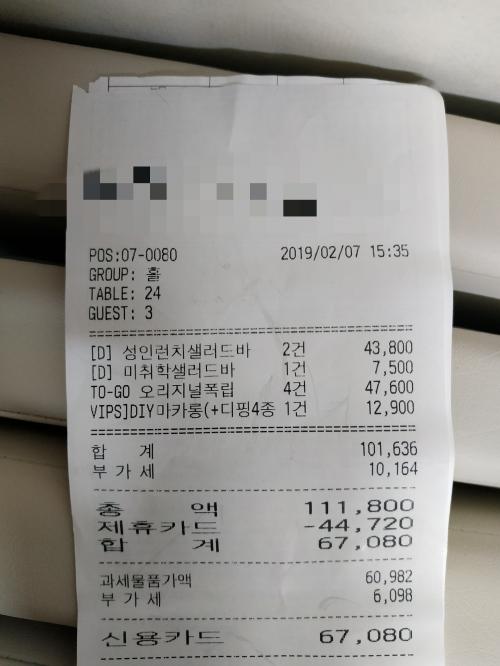 POS:07-0080 2019/02/07 15:35
GROUP: 홀
TABLE: 24
GUEST: 3
[D] 성인런치샐러드바 2건 43,800
[D] 미취학샐러드바 1건 7,500
TO-GO 오리지널폭립 4건 47,600
VIPS]DIY마카롱(+디핑4종 1건 12,900
합 계 101,636
부 가 세 10,164
총 액 111,800
제휴카드 -44,720
합 계 67,080
과세물품가액 60,982
부 가 세 6,098
신용카드 67,080